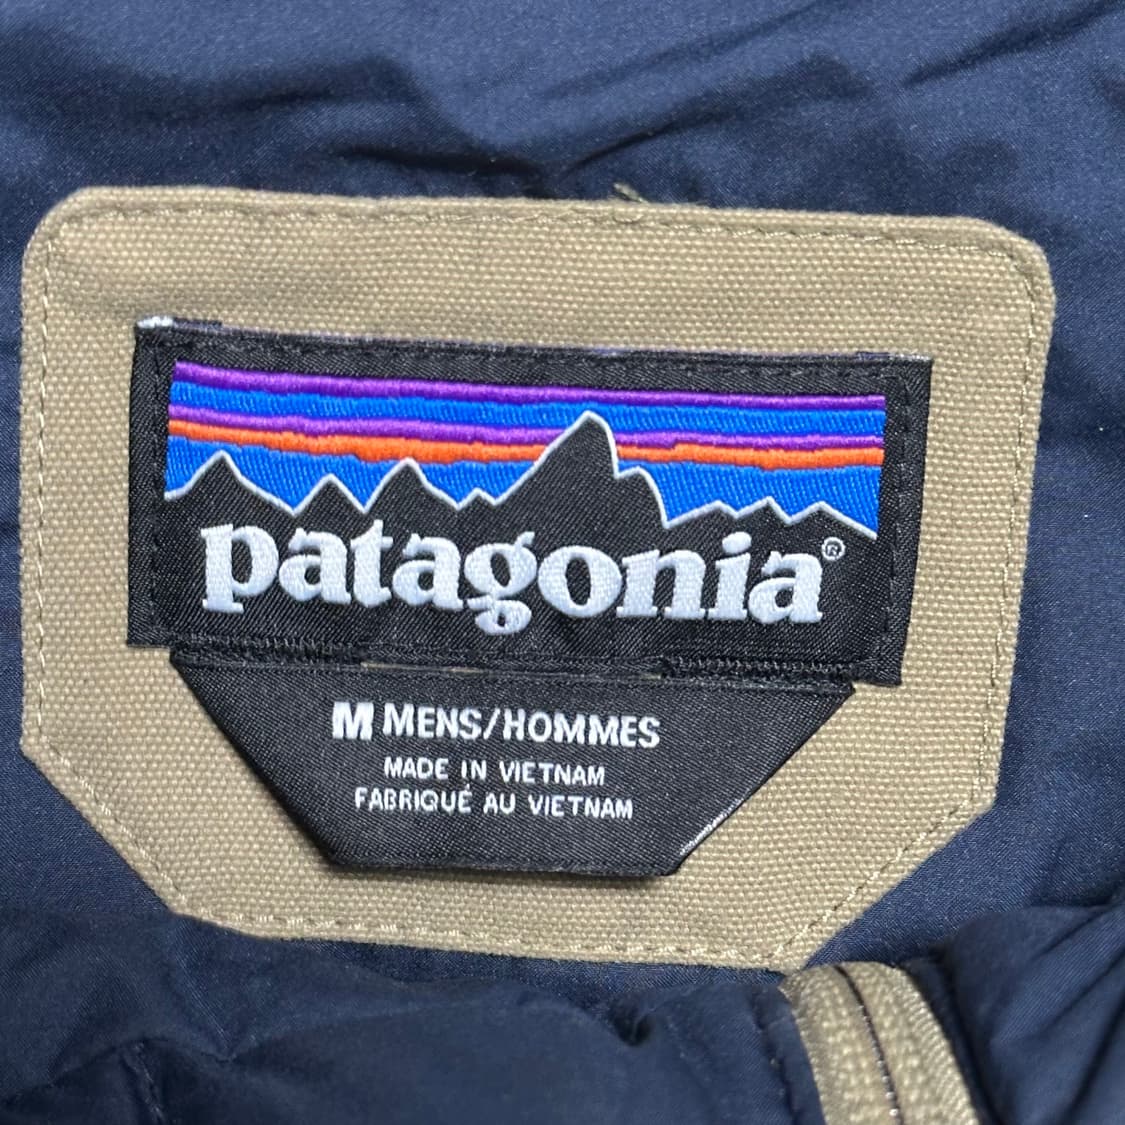 patagonia®
M MENS/HOMMES
MADE IN VIETNAM
FABRIQUÉ AU VIETNAM